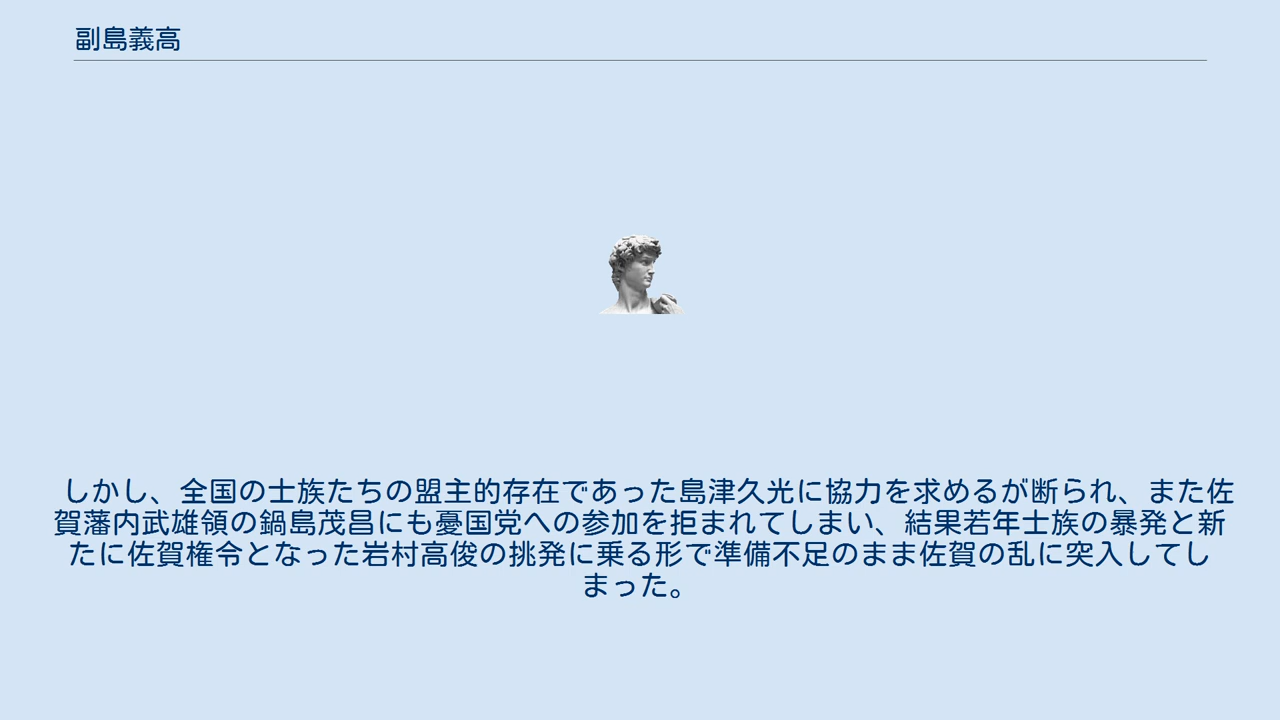 副島義高
しかし、全国の士族たちの盟主的存在であった島津久光に協力を求めるが断られ、また佐
賀藩内武雄領の鍋島茂昌にも憂国党への参加を拒まれてしまい、結果若年士族の暴発と新
たに佐賀権令となった岩村高俊の挑発に乗る形で準備不足のまま佐賀の乱に突入してし
まった。